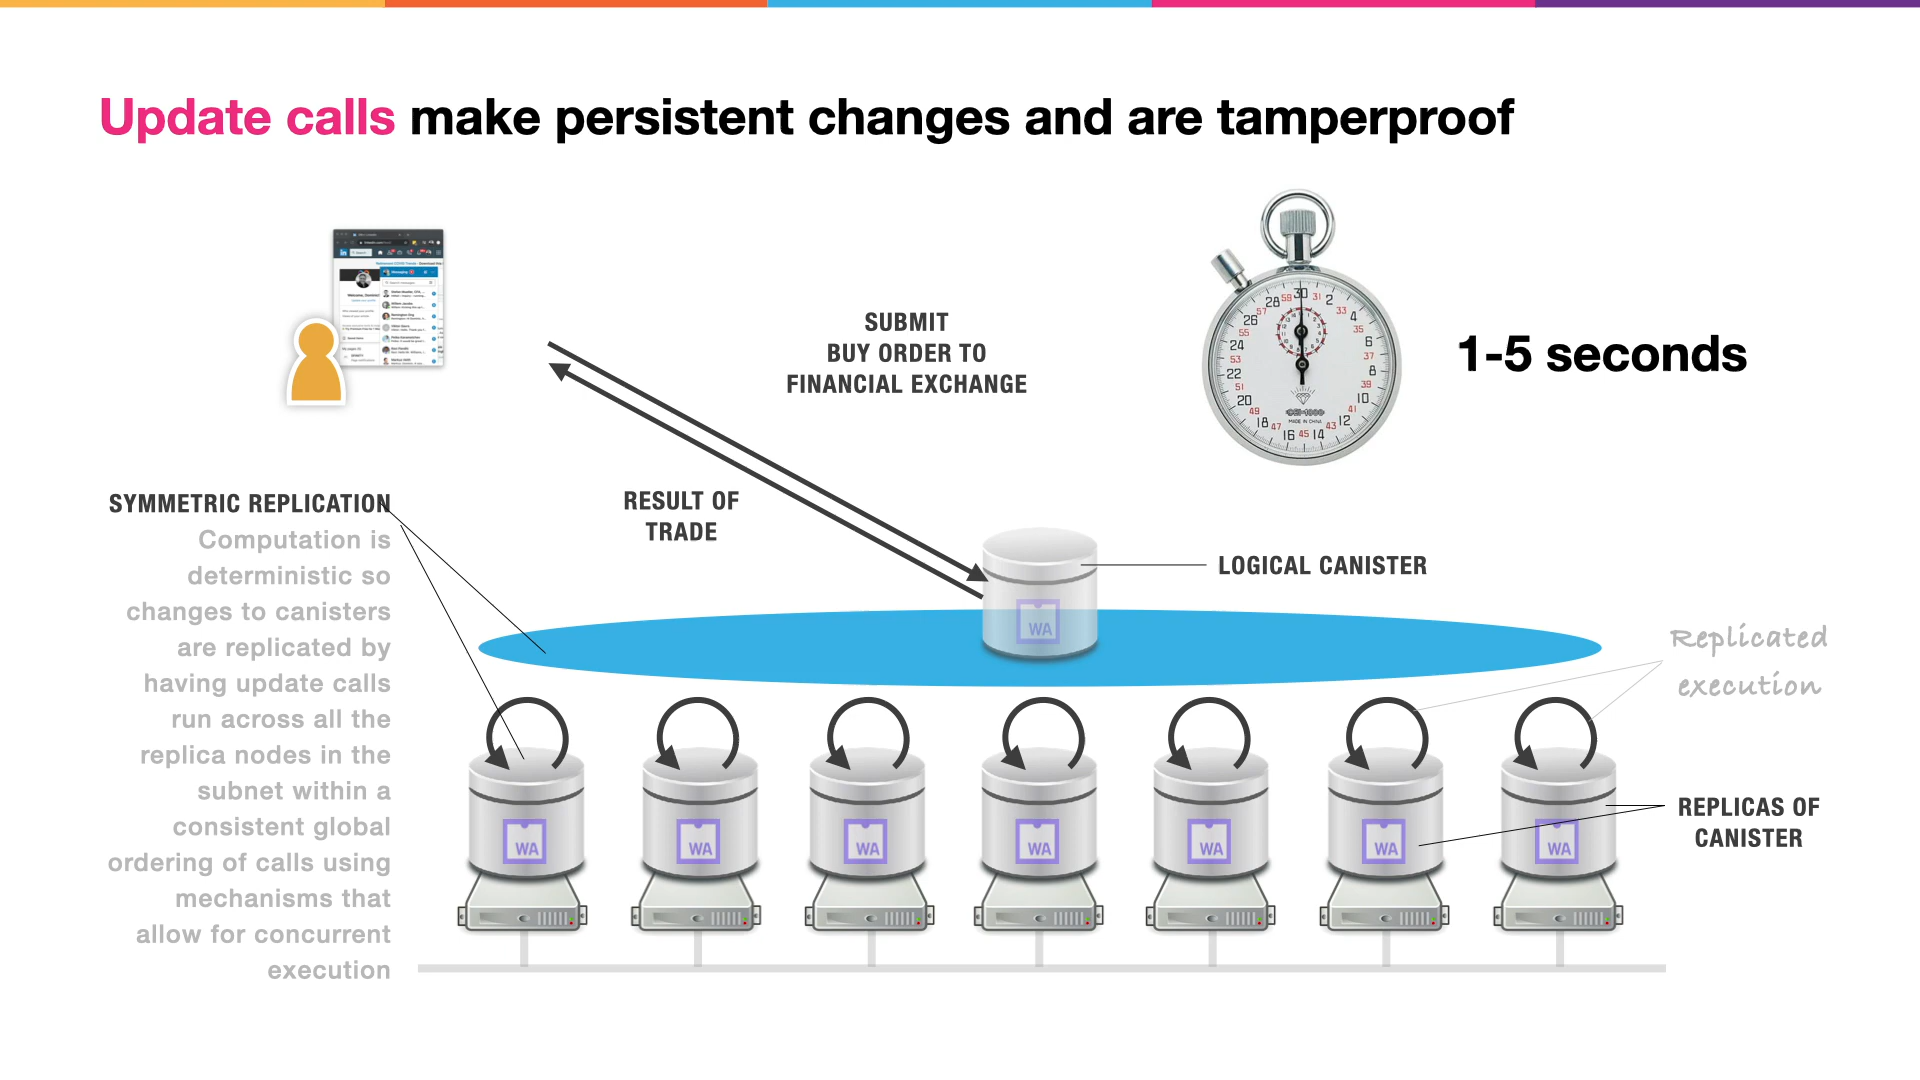 Update calls make persistent changes and are tamperproof
SUBMIT
BUY ORDER TO
FINANCIAL EXCHANGE
1-5 seconds
RESULT OF
TRADE
SYMMETRIC REPLICATION
Computation is
deterministic so
changes to canisters
are replicated by
having update calls
run across all the
replica nodes in the
subnet within a
consistent global
ordering of calls using
mechanisms that
allow for concurrent
execution
LOGICAL CANISTER
WA
Replicated
execution
WA
WA
WA
WA
WA
WA
WA
REPLICAS OF
CANISTER